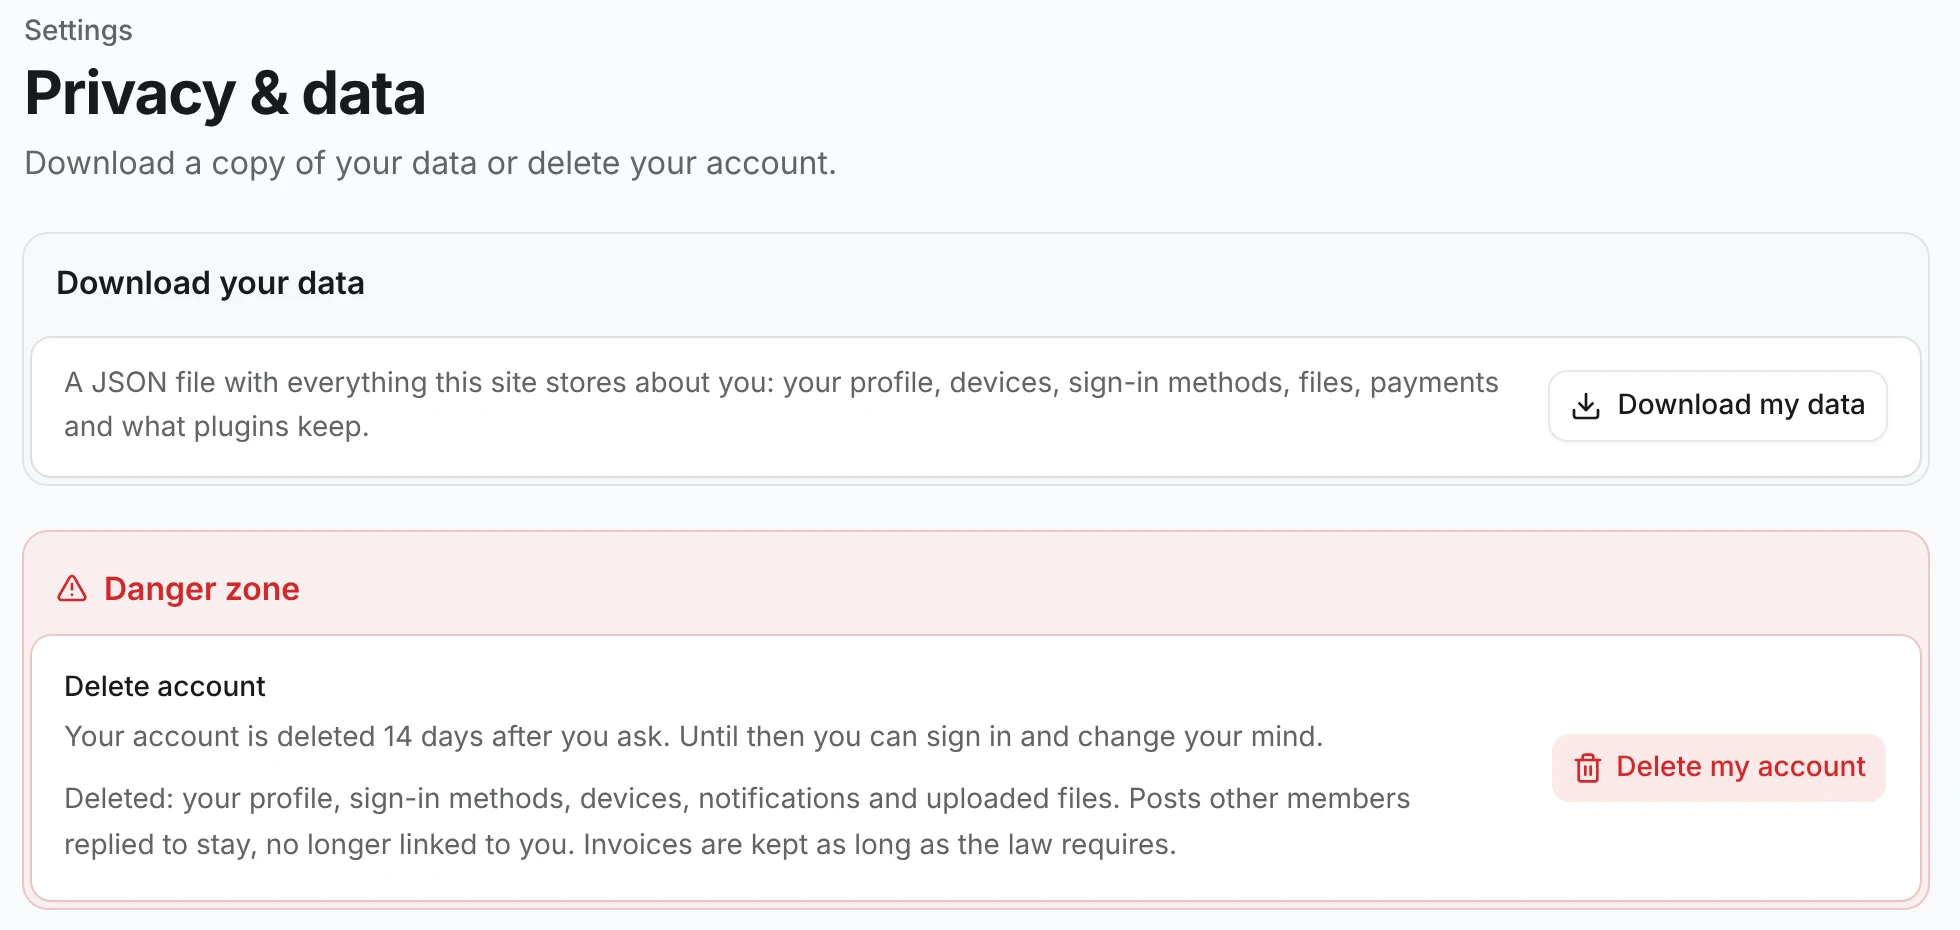 Settings
Privacy & data
Download a copy of your data or delete your account.
Download your data
A JSON file with everything this site stores about you: your profile, devices, sign-in methods, files, payments
and what plugins keep.
Download my data
Danger zone
Delete account
Your account is deleted 14 days after you ask. Until then you can sign in and change your mind.
Deleted: your profile, sign-in methods, devices, notifications and uploaded files. Posts other members
replied to stay, no longer linked to you. Invoices are kept as long as the law requires.
Delete my account